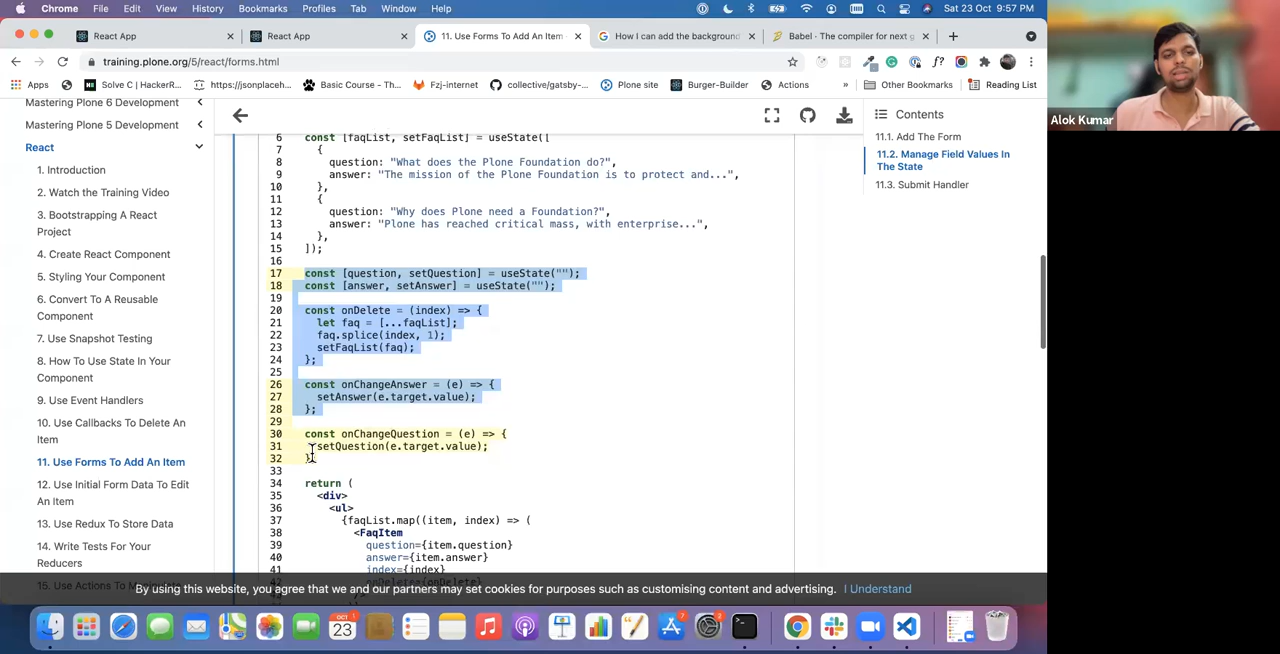 Chrome File Edit View History Bookmarks Profiles Tab Window Help Sat 23 Oct 9:57 PM
React App
React App
11. Use Forms To Add An Item
How I can add the background
Babel - The compiler for next g
training.plone.org/5/react/forms.html
Apps
Solve C | HackerR...
https://jsonplaceh...
Basic Course - Th...
Fzj-internet
collective/gatsby-...
Plone site
Burger-Builder
Actions
»
Other Bookmarks
Reading List
Mastering Plone 6 Development
Mastering Plone 5 Development
React
1. Introduction
2. Watch the Training Video
3. Bootstrapping A React
Project
4. Create React Component
5. Styling Your Component
6. Convert To A Reusable
Component
7. Use Snapshot Testing
8. How To Use State In Your
Component
9. Use Event Handlers
10. Use Callbacks To Delete An
Item
11. Use Forms To Add An Item
12. Use Initial Form Data To Edit
An Item
13. Use Redux To Store Data
14. Write Tests For Your
Reducers
15. Use Actions To Manipulate
6 const [faqList, setFaqList] = useState([
7 {
8 question: "What does the Plone Foundation do?",
9 answer: "The mission of the Plone Foundation is to protect and...",
10 },
11 {
12 question: "Why does Plone need a Foundation?",
13 answer: "Plone has reached critical mass, with enterprise...",
14 },
15 ]);
16
17 const [question, setQuestion] = useState("");
18 const [answer, setAnswer] = useState("");
19
20 const onDelete = (index) => {
21 let faq = [...faqList];
22 faq.splice(index, 1);
23 setFaqList(faq);
24 };
25
26 const onChangeAnswer = (e) => {
27 setAnswer(e.target.value);
28 };
29
30 const onChangeQuestion = (e) => {
31 setQuestion(e.target.value);
32 };
33
34 return (
35 <div>
36 <ul>
37 {faqList.map((item, index) => (
38 <FaqItem
39 question={item.question}
40 answer={item.answer}
41 index={index}
42 onDelete={onDelete}
Contents
11.1. Add The Form
11.2. Manage Field Values In
The State
11.3. Submit Handler
By using this website, you agree that we and our partners may set cookies for purposes such as customising content and advertising. I Understand
Alok Kumar
OCT 1
23
7
2